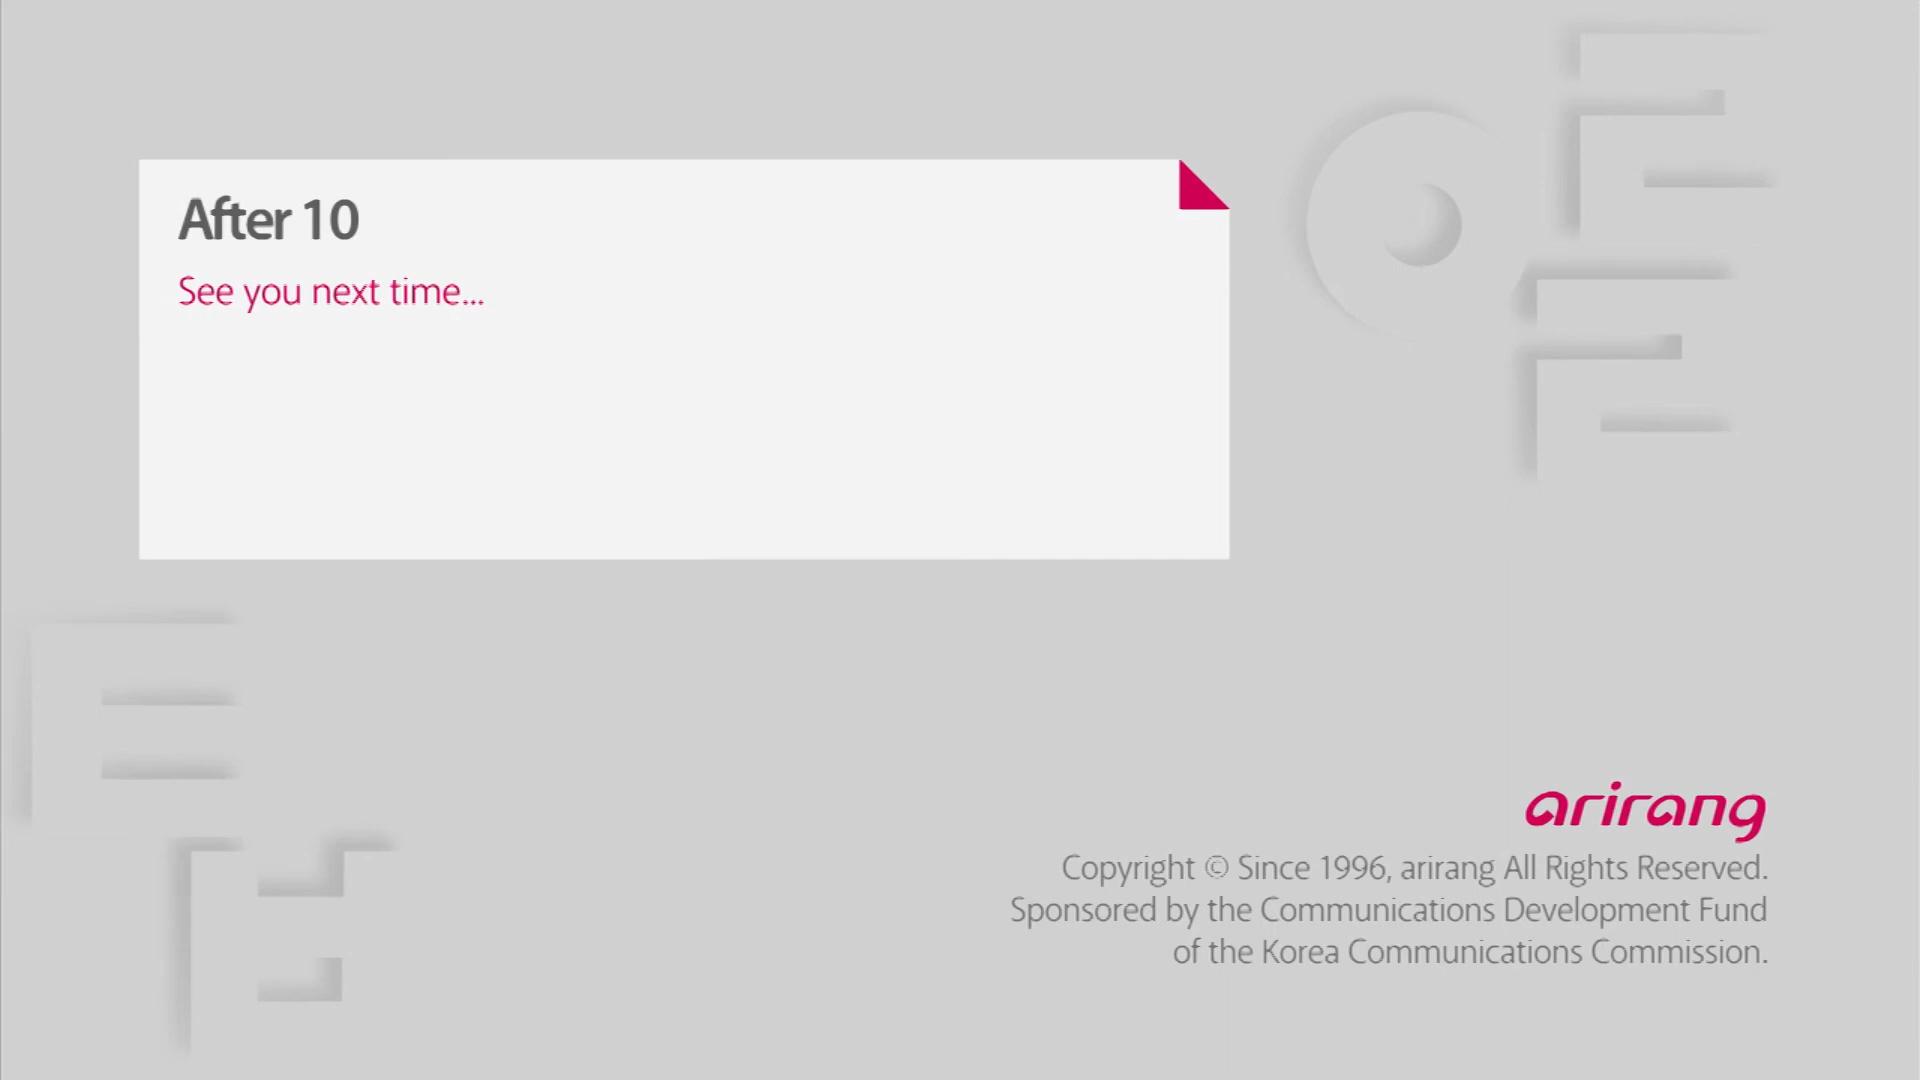 After 10
See you next time...
arirang
Copyright © Since 1996, arirang All Rights Reserved.
Sponsored by the Communications Development Fund
of the Korea Communications Commission.